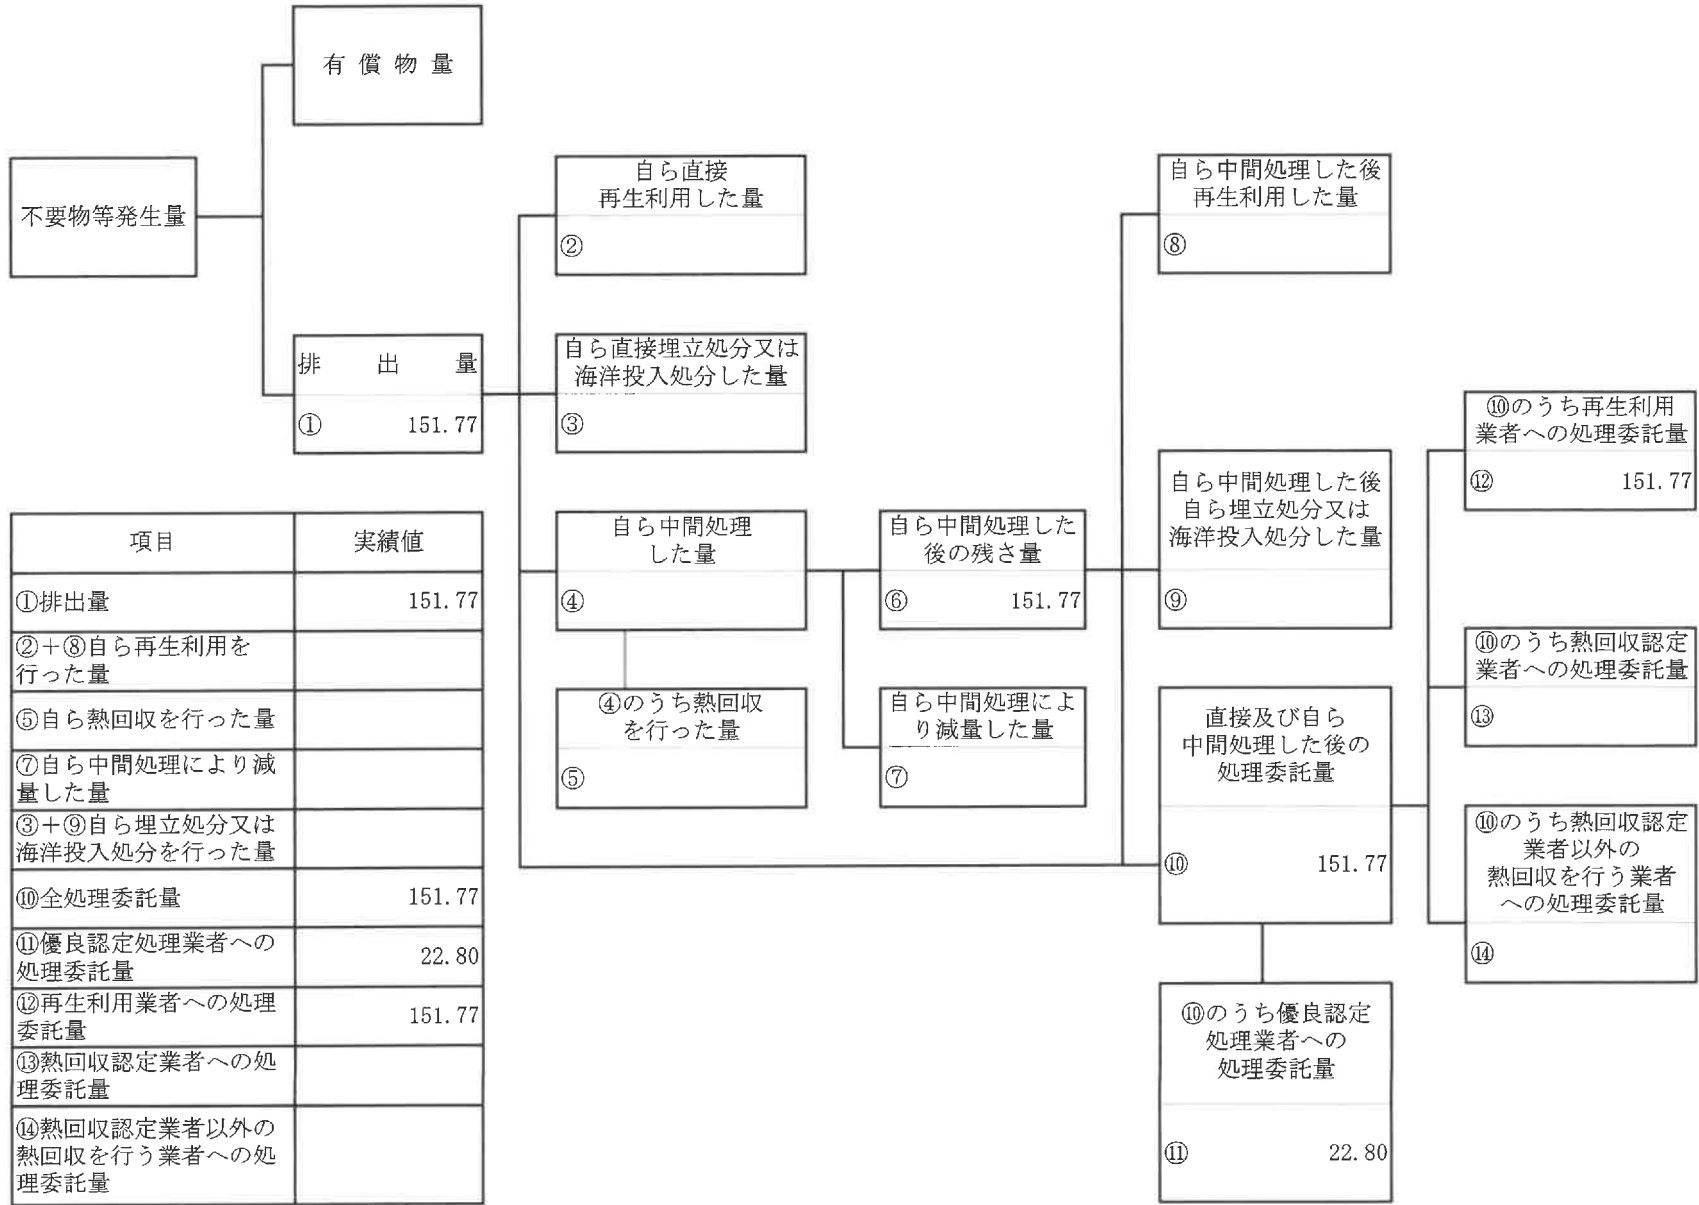 有償物量
不要物等発生量
排出量
① 151.77
自ら直接
再生利用した量
②
自ら直接埋立処分又は
海洋投入処分した量
③
自ら中間処理
した量
④
④のうち熱回収
を行った量
⑤
自ら中間処理した
後の残さ量
⑥ 151.77
自ら中間処理によ
り減量した量
⑦
自ら中間処理した後
再生利用した量
⑧
自ら中間処理した後
自ら埋立処分又は
海洋投入処分した量
⑨
直接及び自ら
中間処理した後の
処理委託量
⑩ 151.77
⑩のうち優良認定
処理業者への
処理委託量
⑪ 22.80
⑩のうち再生利用
業者への処理委託量
⑫ 151.77
⑩のうち熱回収認定
業者への処理委託量
⑬
⑩のうち熱回収認定
業者以外の
熱回収を行う業者
への処理委託量
⑭
項目 実績値
①排出量 151.77
②+⑧自ら再生利用を
行った量
⑤自ら熱回収を行った量
⑦自ら中間処理により減
量した量
③+⑨自ら埋立処分又は
海洋投入処分を行った量
⑩全処理委託量 151.77
⑪優良認定処理業者への
処理委託量 22.80
⑫再生利用業者への処理
委託量 151.77
⑬熱回収認定業者への処
理委託量
⑭熱回収認定業者以外の
熱回収を行う業者への処
理委託量